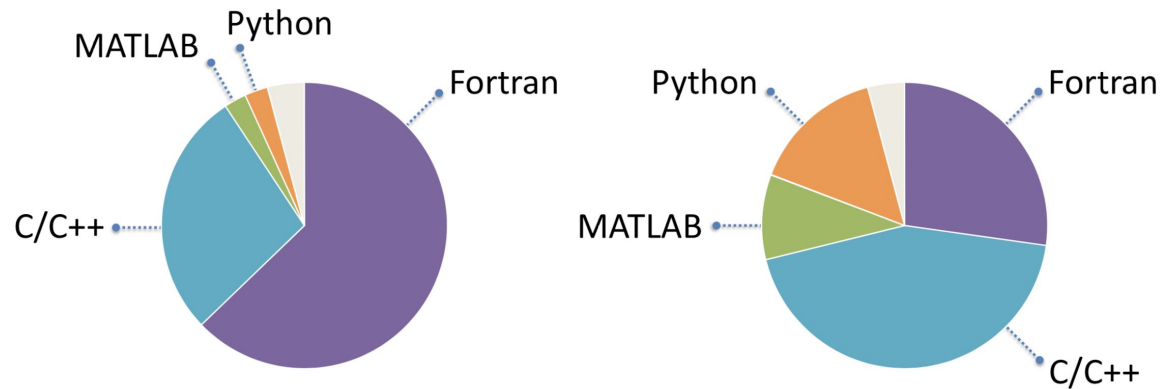 Python
MATLAB
Fortran
C/C++
Python
Fortran
MATLAB
C/C++